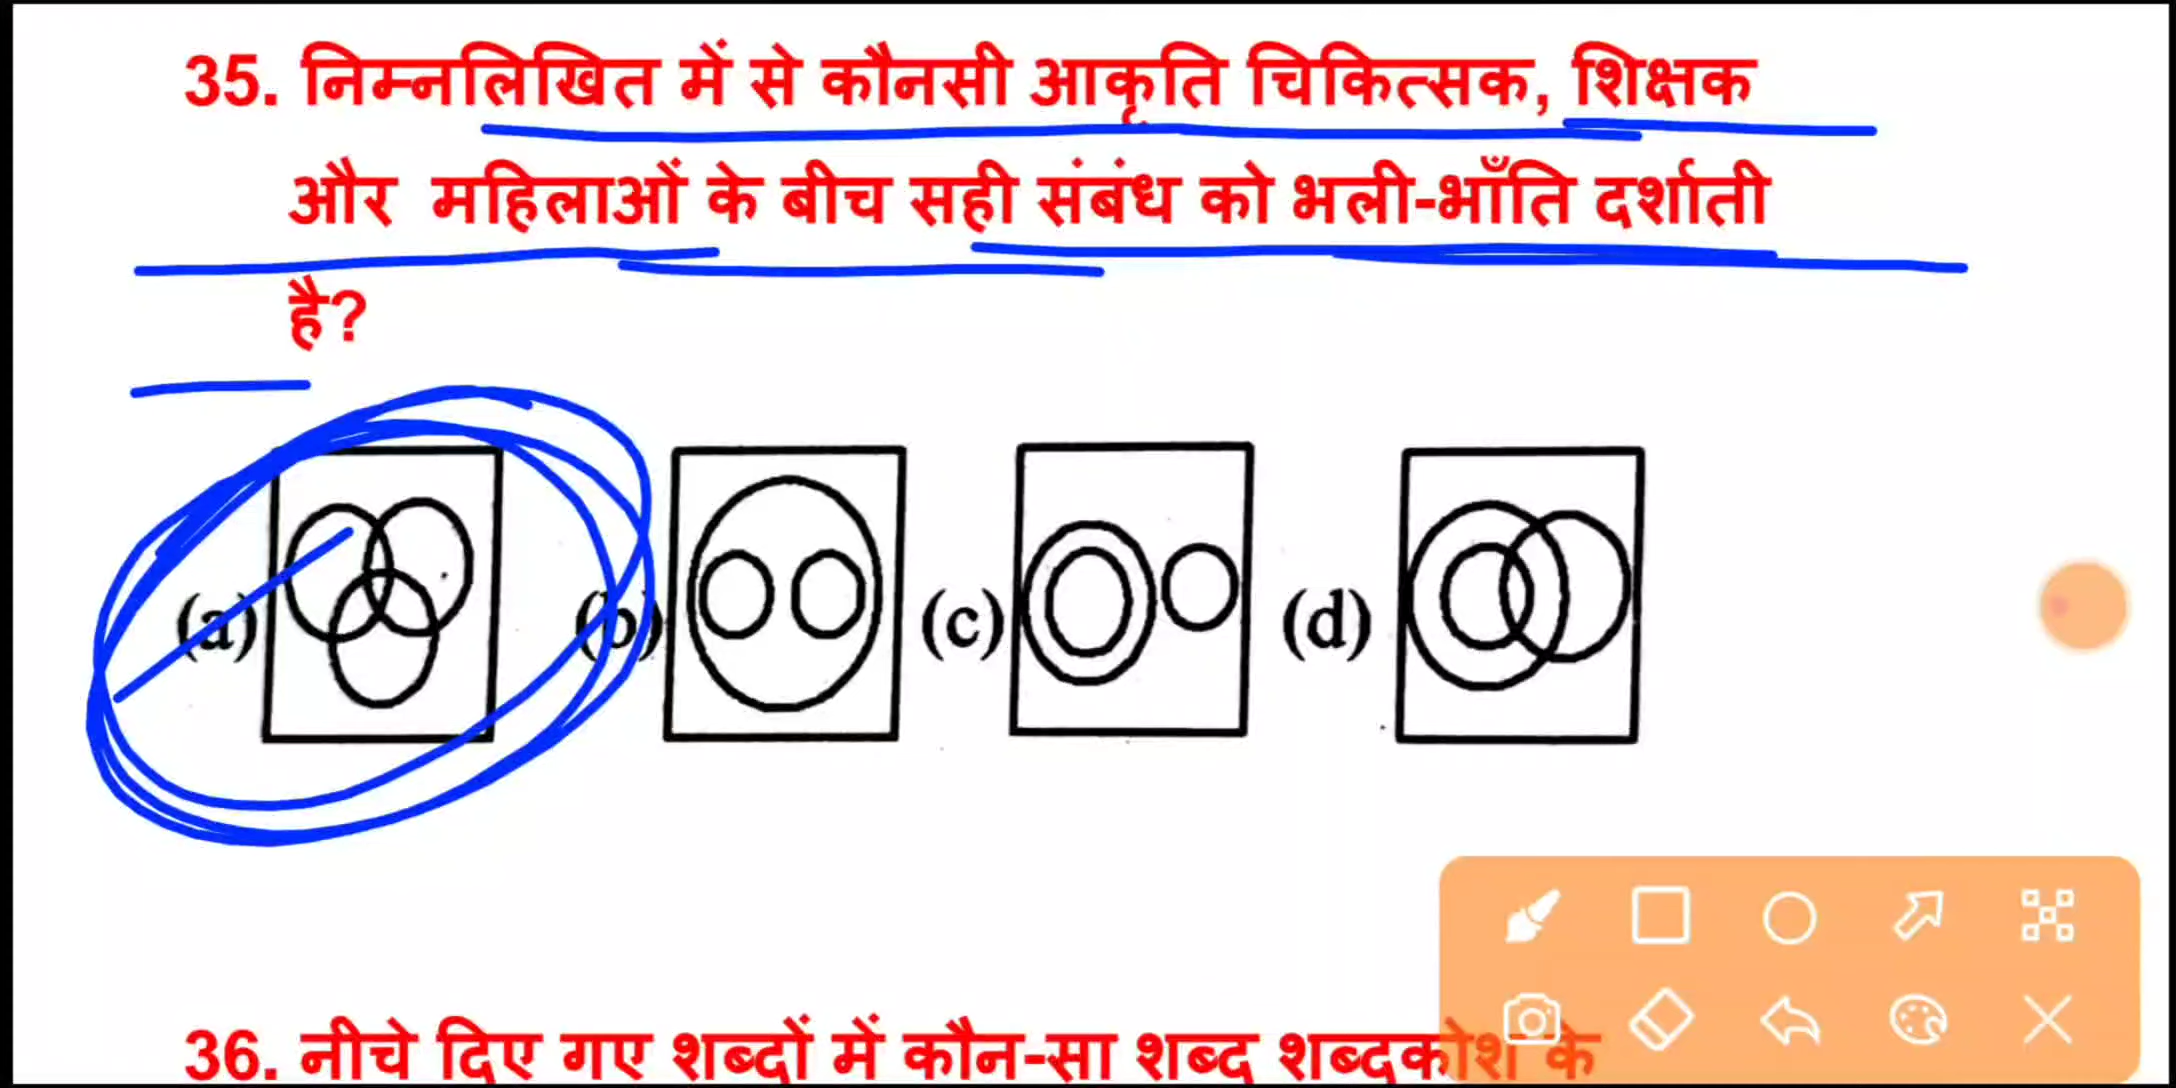 35. निम्नलिखित में से कौनसी आकृति चिकित्सक, शिक्षक
और महिलाओं के बीच सही संबंध को भली-भाँति दर्शाती
है?
(a) (b) (c) (d)
36. नीचे दिए गए शब्दों में कौन-सा शब्द शब्दकोश के